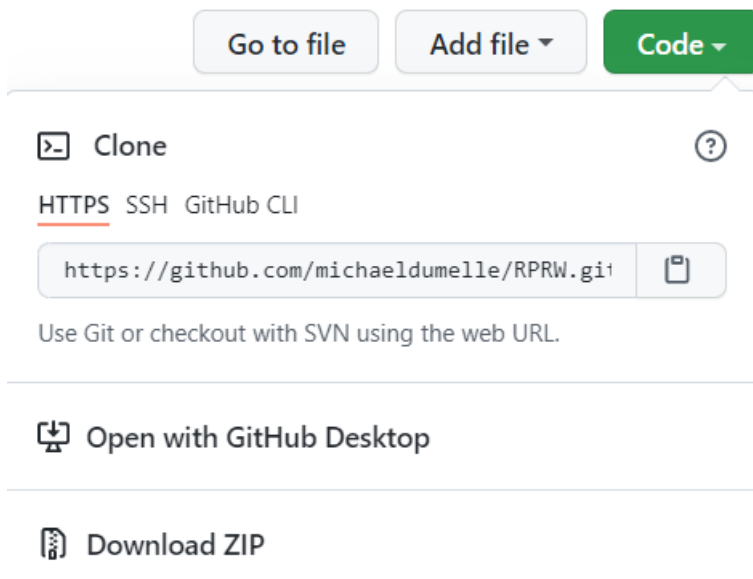 Go to file Add file Code
Clone
HTTPS SSH GitHub CLI
https://github.com/michaeldumelle/RPRW.git
Use Git or checkout with SVN using the web URL.
Open with GitHub Desktop
Download ZIP